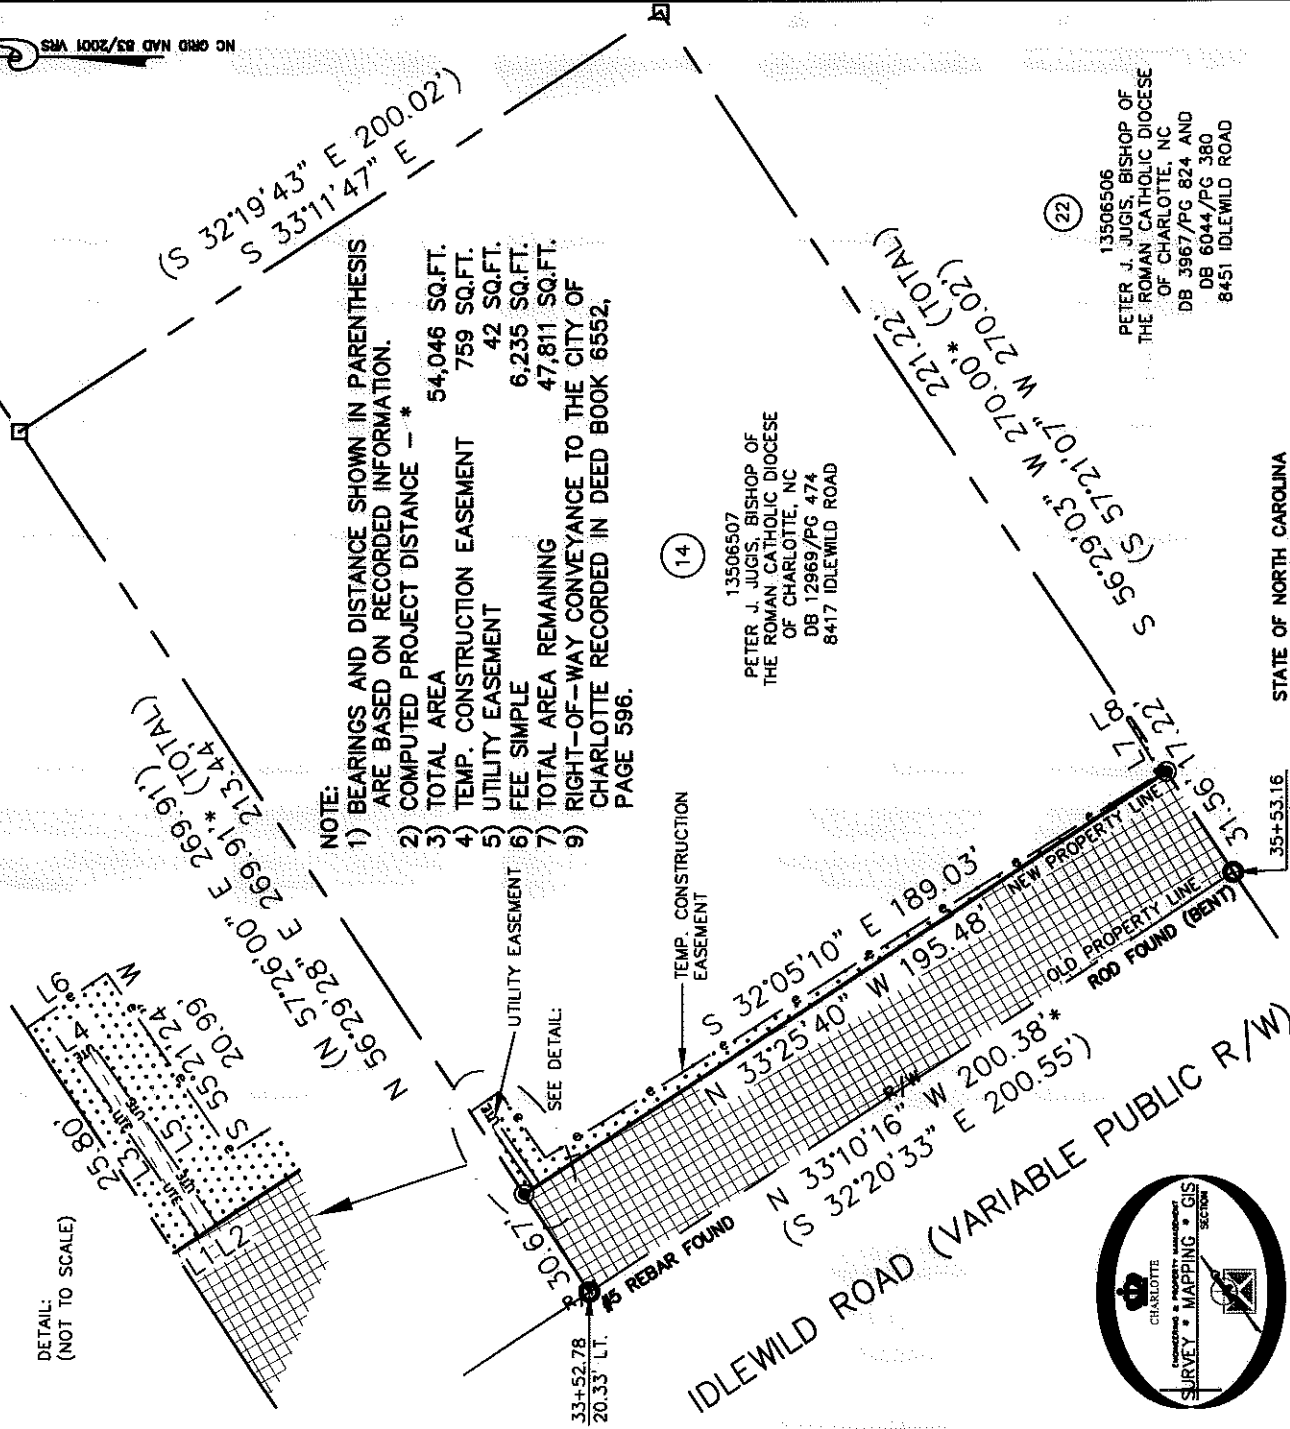 NC GRID NAD 83/2001 VRS
(S 32°19'43" E 200.02')
S 33°11'47" E
NOTE:
1) BEARINGS AND DISTANCE SHOWN IN PARENTHESIS
ARE BASED ON RECORDED INFORMATION.
2) COMPUTED PROJECT DISTANCE - *
3) TOTAL AREA 54,046 SQ.FT.
4) TEMP. CONSTRUCTION EASEMENT 759 SQ.FT.
5) UTILITY EASEMENT 42 SQ.FT.
6) FEE SIMPLE 6,235 SQ.FT.
7) TOTAL AREA REMAINING 47,811 SQ.FT.
9) RIGHT-OF-WAY CONVEYANCE TO THE CITY OF
CHARLOTTE RECORDED IN DEED BOOK 6552,
PAGE 596.
(N 57°26'00" E 269.91')
N 56°29'28" E 269.91'* (TOTAL)
213.44'
DETAIL:
(NOT TO SCALE)
25.80'
L6
L4
L3
L5
L1
L2
UTE
UTE
UTE
UTE
UTE
S 55°21'24" W
20.99'
UTILITY EASEMENT
SEE DETAIL:
UTE
TEMP. CONSTRUCTION
EASEMENT
14
13506507
PETER J. JUGIS, BISHOP OF
THE ROMAN CATHOLIC DIOCESE
OF CHARLOTTE, NC
DB 12969/PG 474
8417 IDLEWILD ROAD
22
13506506
PETER J. JUGIS, BISHOP OF
THE ROMAN CATHOLIC DIOCESE
OF CHARLOTTE, NC
DB 3967/PG 824 AND
DB 6044/PG 380
8451 IDLEWILD ROAD
221.22'
S 56°29'03" W 270.00'* (TOTAL)
(S 57°21'07" W 270.02')
L7
L8
17.22'
31.56'
S 32°05'10" E 189.03'
N 33°25'40" W 195.48'
NEW PROPERTY LINE
OLD PROPERTY LINE
R/W
ROD FOUND (BENT)
N 33°10'16" W 200.38'*
(S 32°20'33" E 200.55')
30.67'
#5 REBAR FOUND
33+52.78
20.33' LT.
35+53.16
IDLEWILD ROAD (VARIABLE PUBLIC R/W)
STATE OF NORTH CAROLINA
CHARLOTTE
ENGINEERING & PROPERTY MANAGEMENT
SURVEY * MAPPING * GIS
SECTION